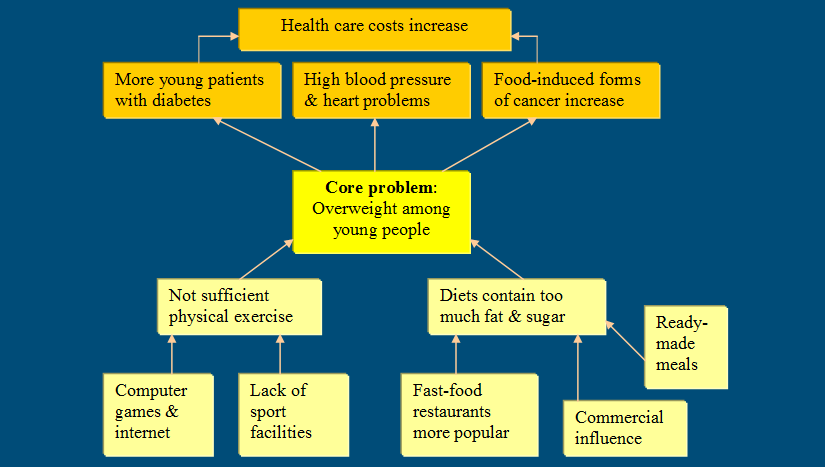 Health care costs increase
More young patients
with diabetes
High blood pressure
& heart problems
Food-induced forms
of cancer increase
Core problem:
Overweight among
young people
Not sufficient
physical exercise
Diets contain too
much fat & sugar
Ready-
made
meals
Computer
games &
internet
Lack of
sport
facilities
Fast-food
restaurants
more popular
Commercial
influence